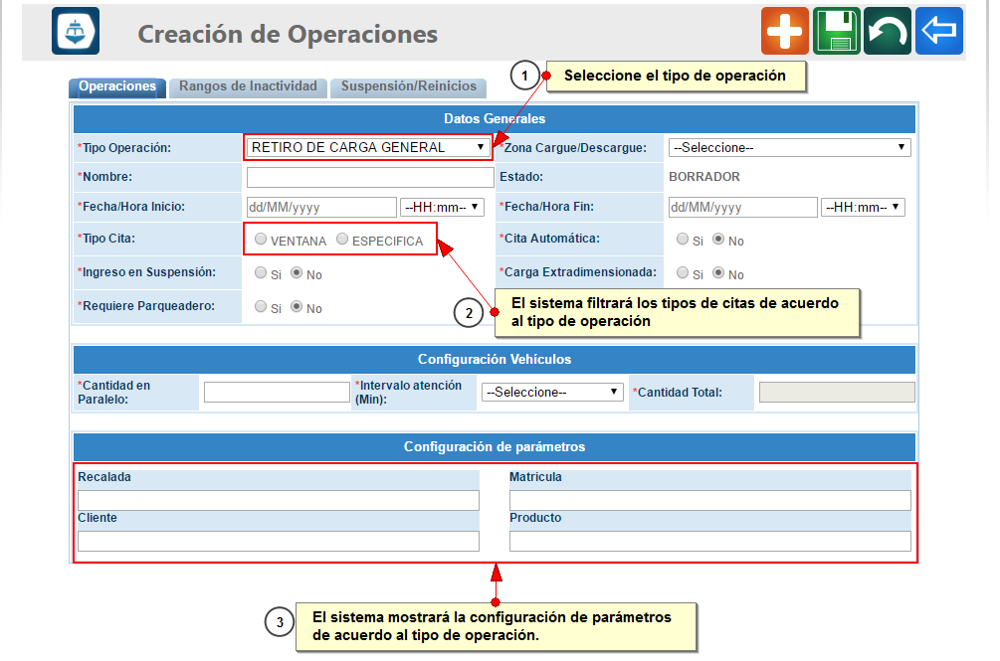 Creación de Operaciones
Operaciones Rangos de Inactividad Suspensión/Reinicios
1 Seleccione el tipo de operación
Datos Generales
*Tipo Operación: RETIRO DE CARGA GENERAL *Zona Cargue/Descargue: --Seleccione--
*Nombre: Estado: BORRADOR
*Fecha/Hora Inicio: dd/MM/yyyy --HH:mm-- *Fecha/Hora Fin: dd/MM/yyyy --HH:mm--
*Tipo Cita: VENTANA ESPECIFICA *Cita Automática: Si No
*Ingreso en Suspensión: Si No *Carga Extradimensionada: Si No
*Requiere Parqueadero: Si No
2 El sistema filtrará los tipos de citas de acuerdo
al tipo de operación
Configuración Vehículos
*Cantidad en
Paralelo:
*Intervalo atención
(Min):
--Seleccione-- *Cantidad Total:
Configuración de parámetros
Recalada Matricula
Cliente Producto
3 El sistema mostrará la configuración de parámetros
de acuerdo al tipo de operación.